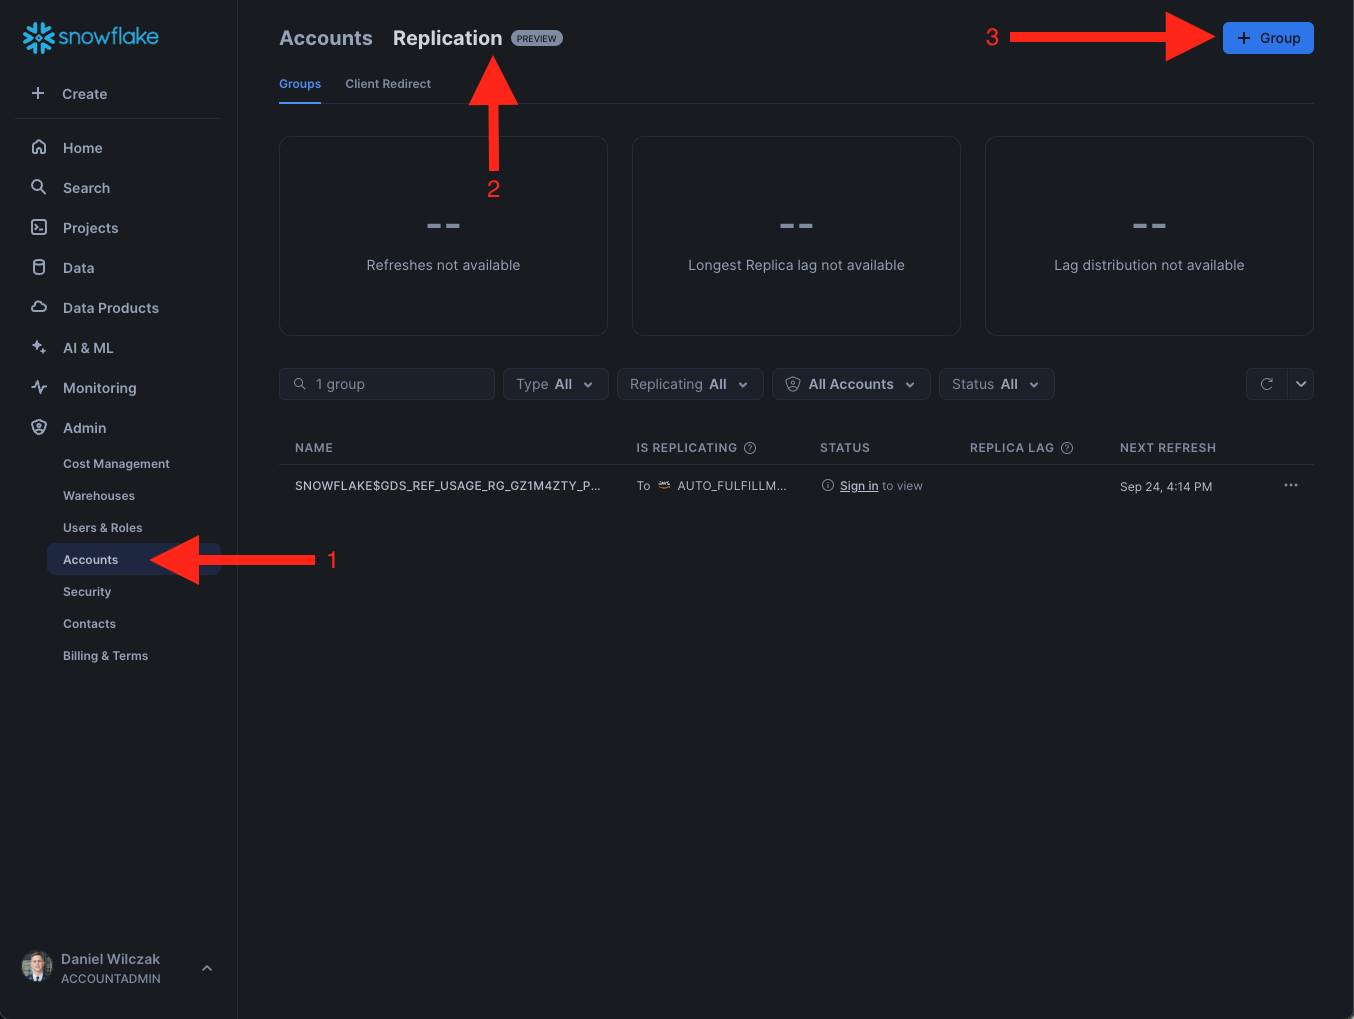 snowflake
Create
Home
Search
Projects
Data
Data Products
AI & ML
Monitoring
Admin
Cost Management
Warehouses
Users & Roles
Accounts
1
Security
Contacts
Billing & Terms
Daniel Wilczak
ACCOUNTADMIN
Accounts Replication PREVIEW
3
+ Group
Groups Client Redirect
2
-- -- --
Refreshes not available
Longest Replica lag not available
Lag distribution not available
1 group Type All Replicating All All Accounts Status All
NAME IS REPLICATING STATUS REPLICA LAG NEXT REFRESH
SNOWFLAKE$GDS_REF_USAGE_RG_GZ1M4ZTY_P... To aws AUTO_FULFILLM... Sign in to view Sep 24, 4:14 PM ...